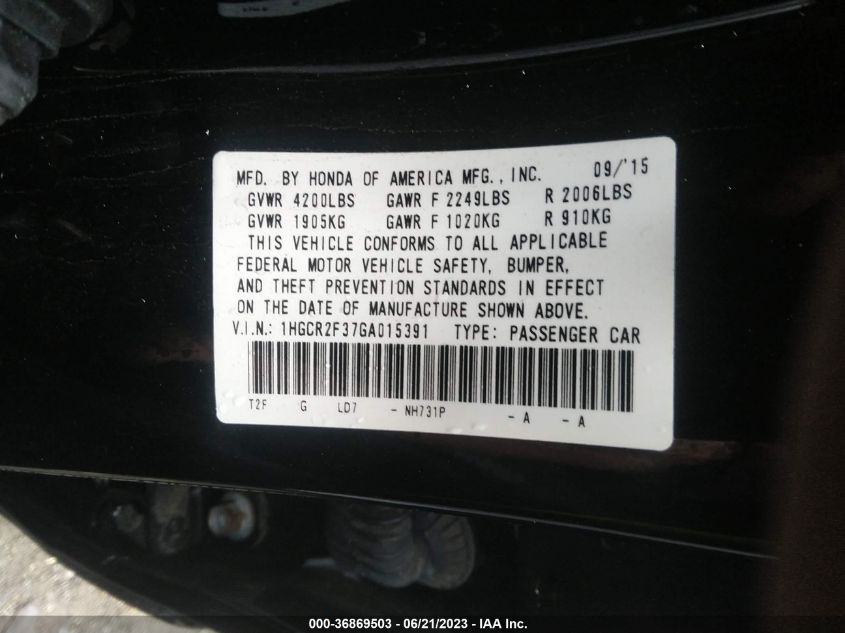 MFD. BY HONDA OF AMERICA MFG., INC. 09/'15
GVWR 4200LBS GAWR F 2249LBS R 2006LBS
GVWR 1905KG GAWR F 1020KG R 910KG
THIS VEHICLE CONFORMS TO ALL APPLICABLE
FEDERAL MOTOR VEHICLE SAFETY, BUMPER,
AND THEFT PREVENTION STANDARDS IN EFFECT
ON THE DATE OF MANUFACTURE SHOWN ABOVE.
V.I.N.: 1HGCR2F37GA015391 TYPE: PASSENGER CAR
T2F G LD7 - NH731P - A - A
000-36869503 - 06/21/2023 - IAA Inc.